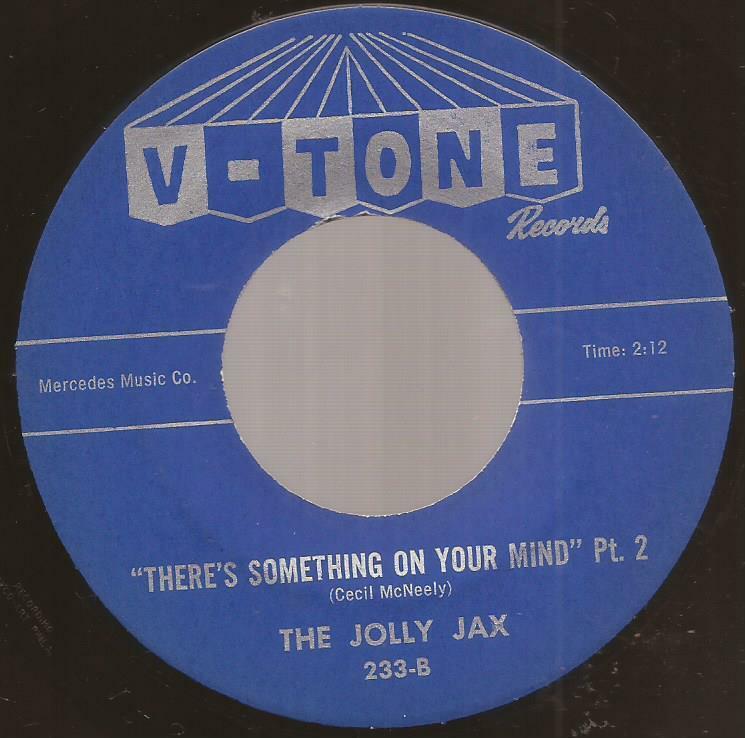 V-TONE
Records
Mercedes Music Co.
Time: 2:12
"THERE'S SOMETHING ON YOUR MIND" Pt. 2
(Cecil McNeely)
THE JOLLY JAX
233-B